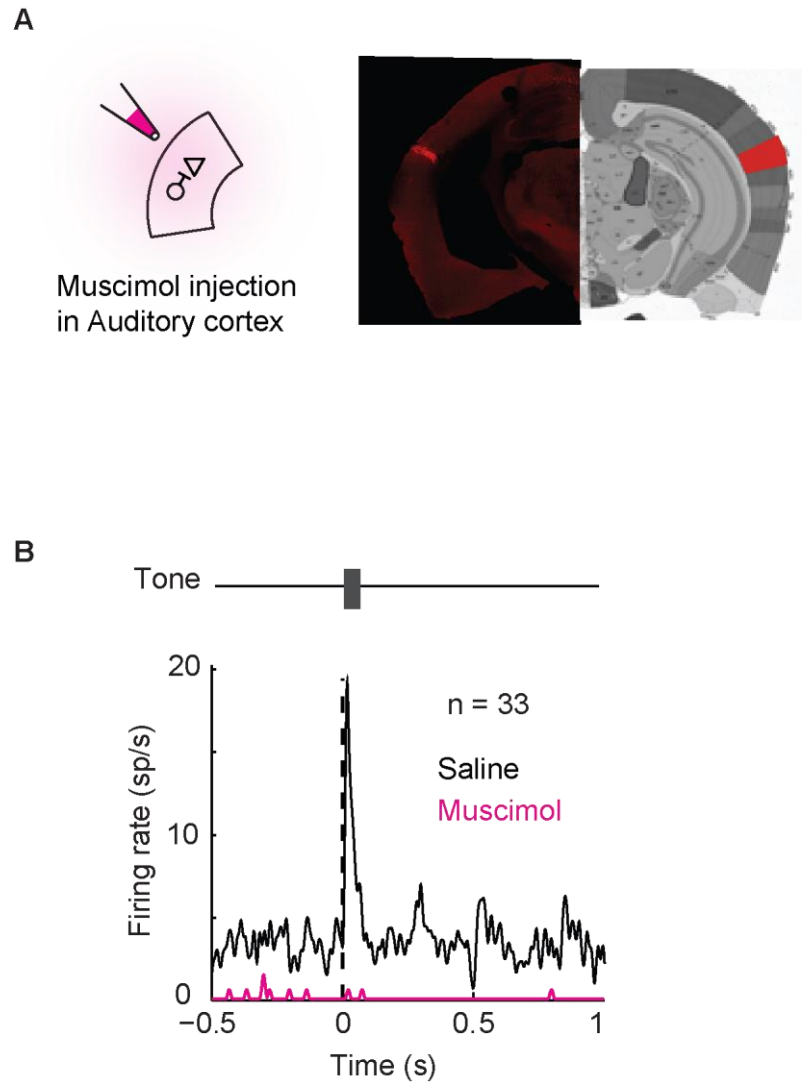 A
Muscimol injection
in Auditory cortex
B
Tone
20
n = 33
Saline
Muscimol
10
Firing rate (sp/s)
0
−0.5
0
0.5
1
Time (s)